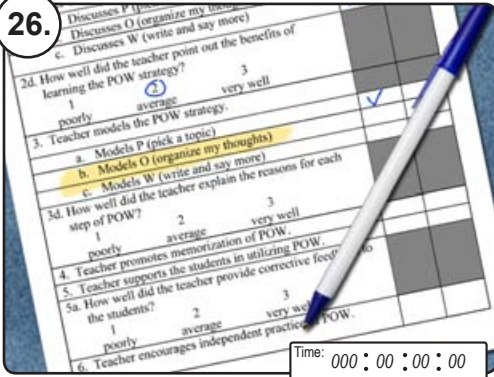 26.
Discusses P (
Discusses O (organize my
c. Discusses W (write and say more)
2d. How well did the teacher point out the benefits of
learning the POW strategy?
1 2 3
poorly average very well
3. Teacher models the POW strategy.
a. Models P (pick a topic)
b. Models O (organize my thoughts)
c. Models W (write and say more)
3d. How well did the teacher explain the reasons for each
step of POW?
1 2 3
poorly average very well
4. Teacher promotes memorization of POW.
5. Teacher supports the students in utilizing POW.
5a. How well did the teacher provide corrective to
the students?
1 2 3
poorly average very
6. Teacher encourages independent POW.
Time: 000 : 00 : 00 : 00